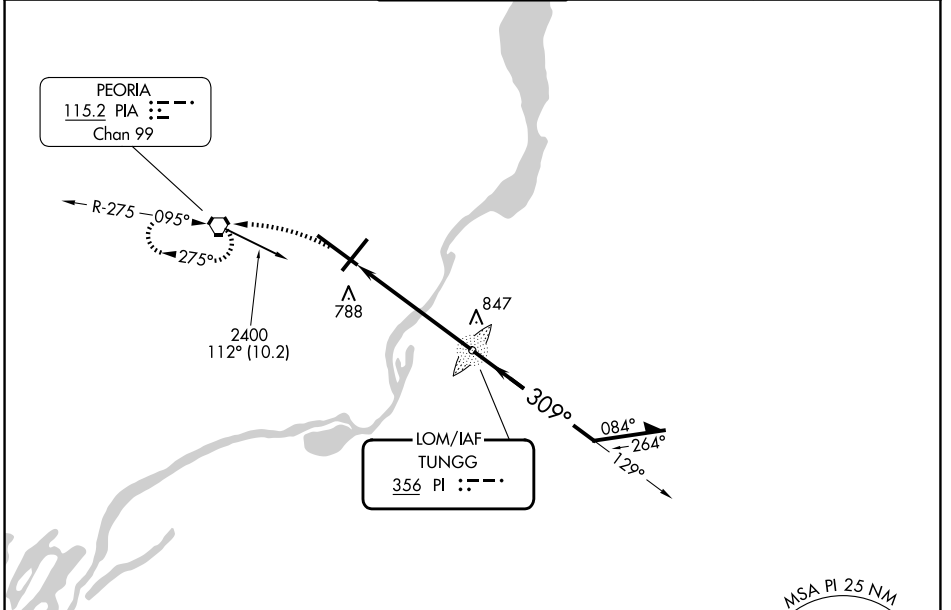 PEORIA
115.2 PIA
Chan 99
R-275
095°
275°
2400
112° (10.2)
788
847
309°
084°
264°
129°
LOM/IAF
TUNGG
356 PI
MSA PI 25 NM